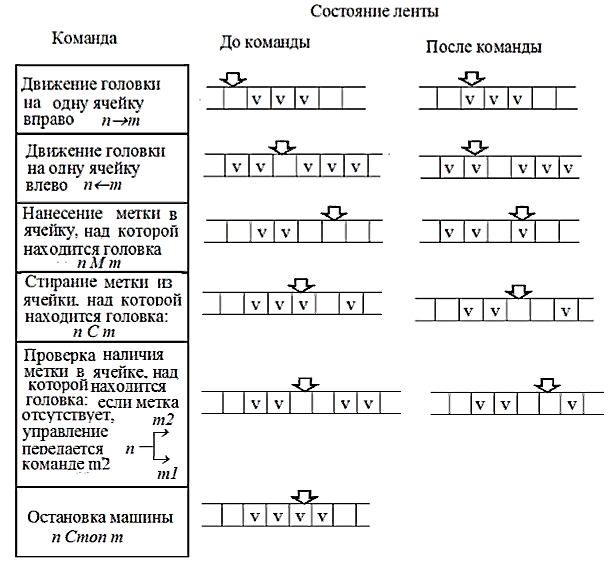 Состояние ленты
Команда
До команды
После команды
Движение головки
на одну ячейку
вправо n→m
v v v
v v v
Движение головки
на одну ячейку
влево n←m
v v v v v
v v v v v
Нанесение метки в
ячейку, над которой
находится головка
n M m
v v
v v v
Стирание метки из
ячейки, над которой
находится головка:
n C m
v v v v
v v v
Проверка наличия
метки в ячейке, над
которой находится
головка: если метка
отсутствует, m2
управление
передается n
команде m2 m1
v v v v
v v v
Остановка машины
n Стоп m
v v v v